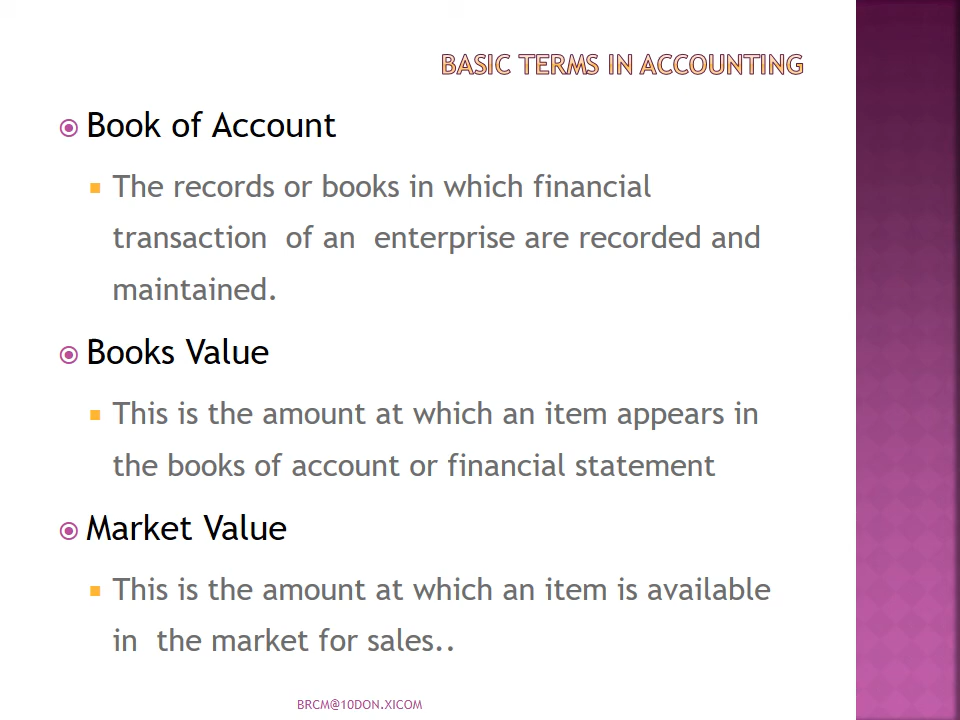 BASIC TERMS IN ACCOUNTING
Book of Account
The records or books in which financial
transaction  of an  enterprise are recorded and
maintained.
Books Value
This is the amount at which an item appears in
the books of account or financial statement
Market Value
This is the amount at which an item is available
in  the market for sales..
BRCM@10DON.XICOM